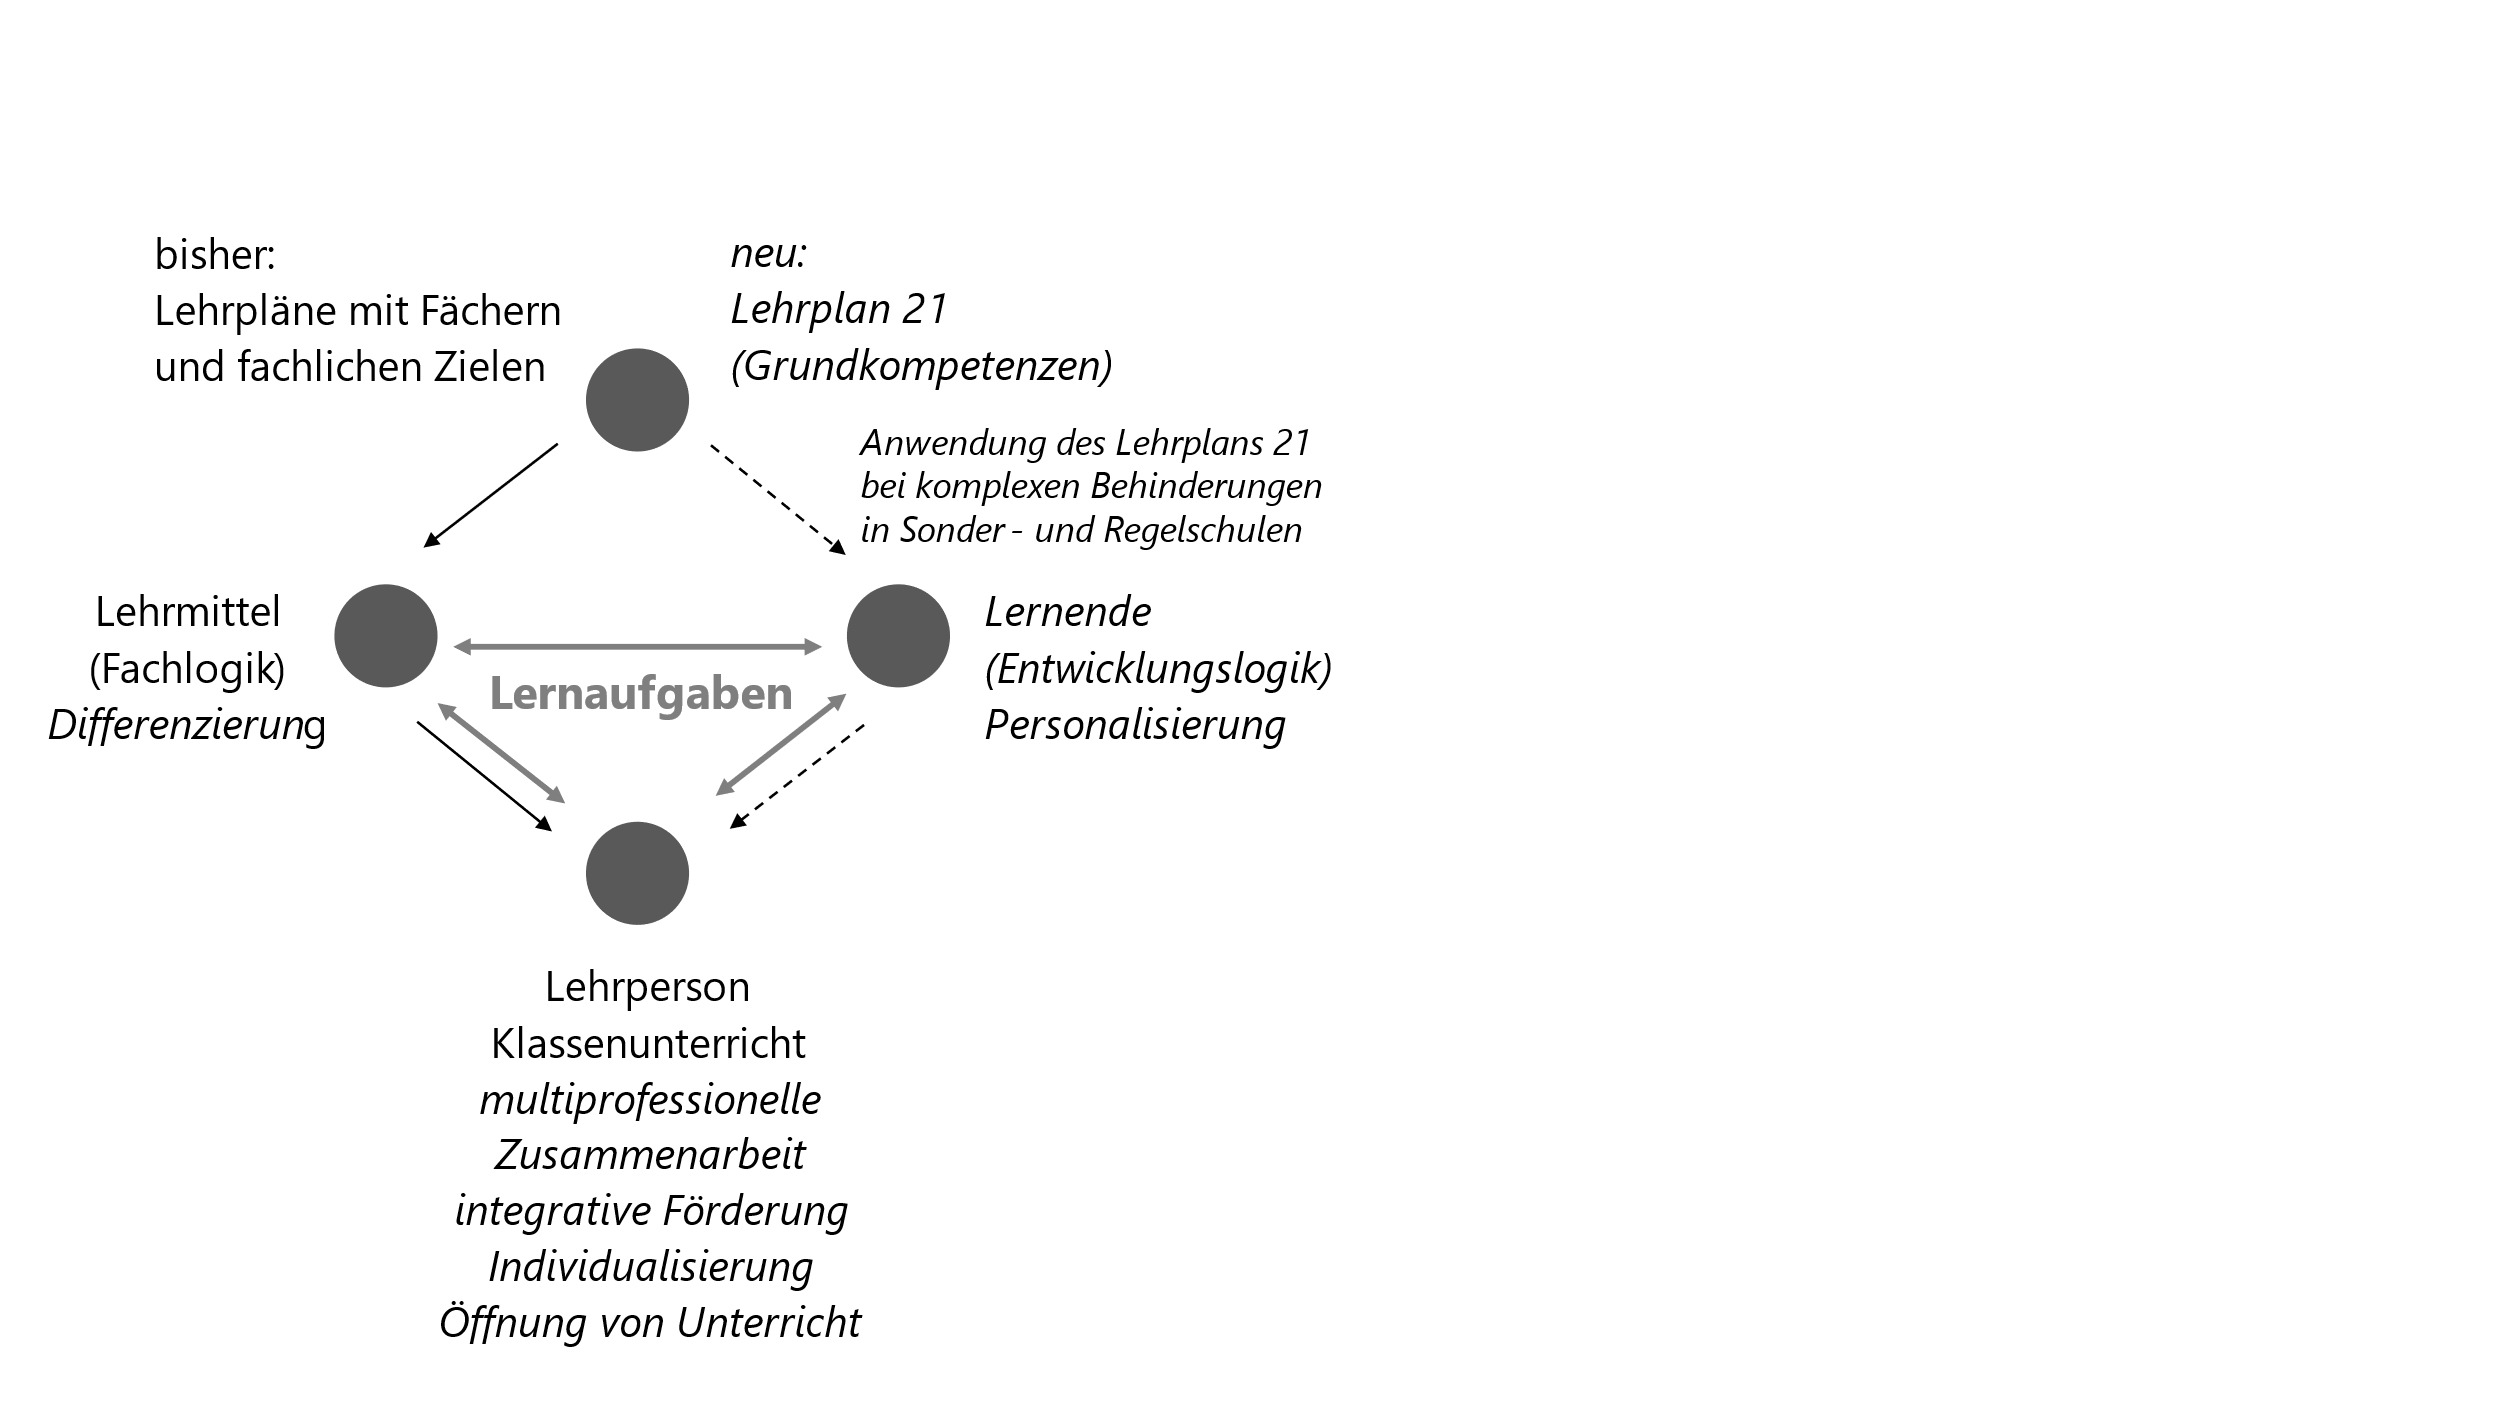 bisher:
Lehrpläne mit Fächern
und fachlichen Zielen
neu:
Lehrplan 21
(Grundkompetenzen)
Anwendung des Lehrplans 21
bei komplexen Behinderungen
in Sonder - und Regelschulen
Lehrmittel
(Fachlogik)
Differenzierung
Lernaufgaben
Lernende
(Entwicklungslogik)
Personalisierung
Lehrperson
Klassenunterricht
multiprofessionelle
Zusammenarbeit
integrative Förderung
Individualisierung
Öffnung von Unterricht